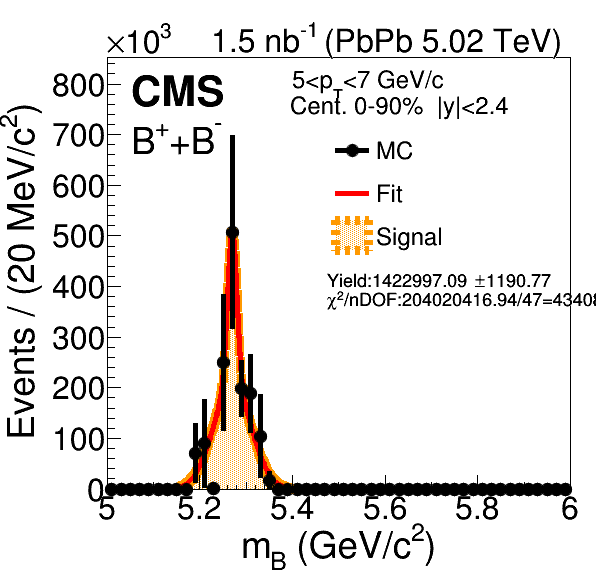 ×10³ 1.5 nb⁻¹ (PbPb 5.02 TeV)
CMS
B⁺+B⁻
5<p_T<7 GeV/c
Cent. 0-90% |y|<2.4
MC
Fit
Signal
Yield:1422997.09 ±1190.77
χ²/nDOF:204020416.94/47=4340
800
700
600
500
400
300
200
100
0
Events / (20 MeV/c²)
5 5.2 5.4 5.6 5.8 6
m_B (GeV/c²)